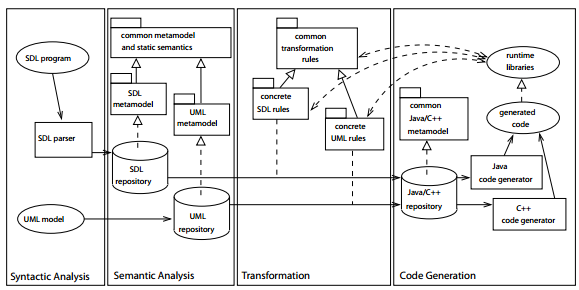 SDL program
SDL parser
UML model
Syntactic Analysis
common metamodel
and static semantics
SDL
metamodel
UML
metamodel
SDL
repository
UML
repository
Semantic Analysis
common
transformation
rules
concrete
SDL rules
concrete
UML rules
Transformation
runtime
libraries
common
Java/C++
metamodel
generated
code
Java
code generator
Java/C++
repository
C++
code generator
Code Generation